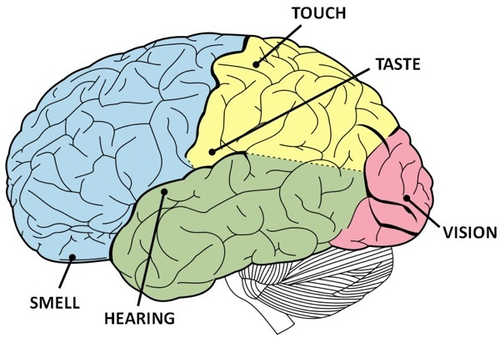 TOUCH
TASTE
VISION
SMELL
HEARING